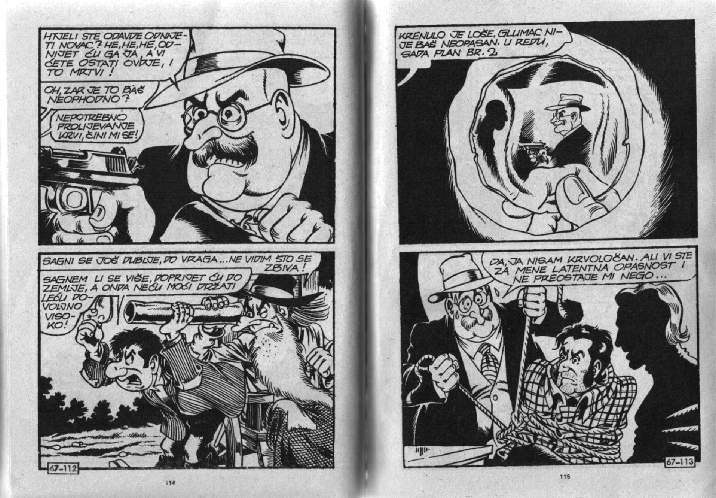 HTJELI STE ODAVDE ODNIJE-
TI NOVAC? HE, HE, HE, OD-
NIJET ĆU GA JA, A VI
ĆETE OSTATI OVDJE, I
TO MRTVI!
OH, ZAR JE TO BAŠ
NEOPHODNO?
NEPOTREBNO
PROLIJEVANJE
KRVI, ČINI MI SE!
SAGNI SE JOŠ DUBLJE, DO VRAGA... NE VIDIM ŠTO SE
ZBIVA!
SAGNEM LI SE VIŠE, DOPRIJET ĆU DO
ZEMLJE, A ONDA NEĆU MOĆI DRŽATI
LEĆU DO-
VOLJNO
VISO-
KO!
67-112
114
KRENULO JE LOŠE, GLUMAC NI-
JE BAŠ NEOPASAN. U REDU,
SADA PLAN BR. 2.
DA, JA NISAM KRVOLOČAN. ALI VI STE
ZA MENE LATENTNA OPASNOST I
NE PREOSTAJE MI NEGO...
67-113
115